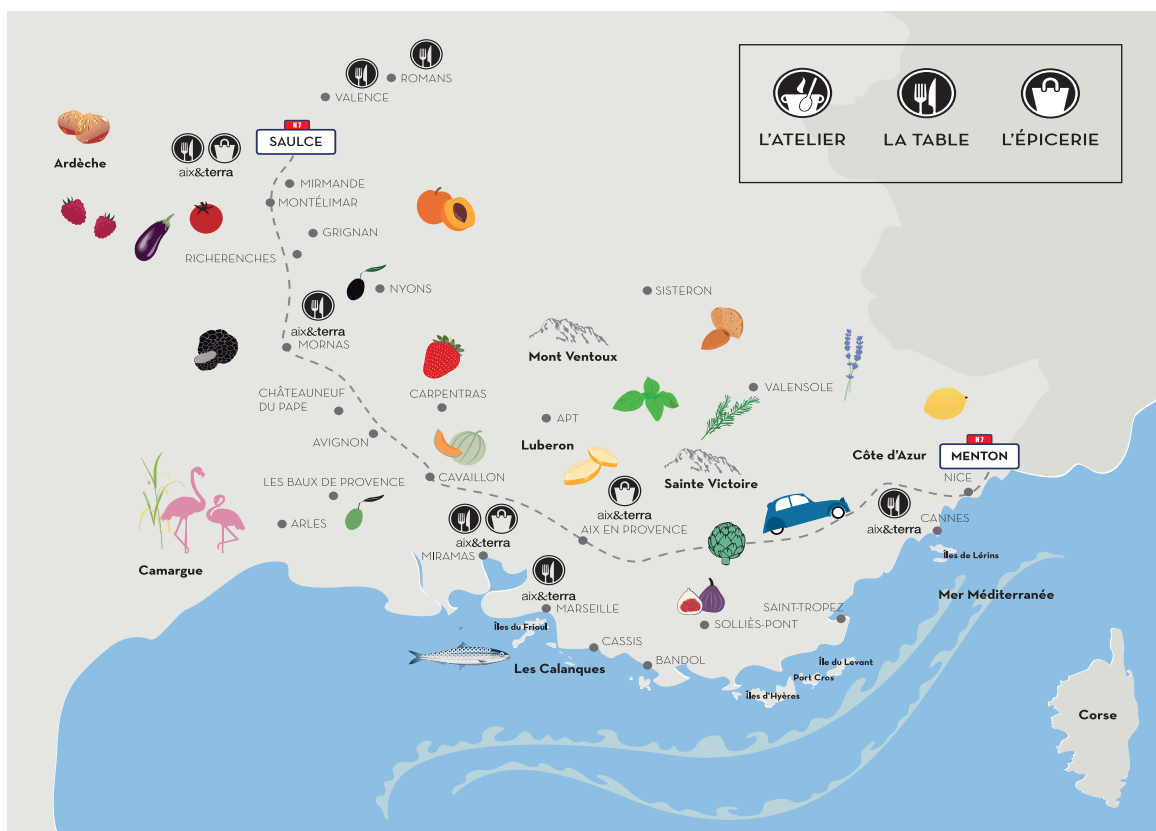 ROMANS
VALENCE
L'ATELIER
LA TABLE
L'ÉPICERIE
N7
SAULCE
Ardèche
aix&terra
MIRMANDE
MONTÉLIMAR
GRIGNAN
RICHERENCHES
NYONS
SISTERON
aix&terra
MORNAS
Mont Ventoux
CHÂTEAUNEUF
DU PAPE
CARPENTRAS
VALENSOLE
APT
AVIGNON
Luberon
Côte d'Azur
N7
MENTON
CAVAILLON
Sainte Victoire
NICE
LES BAUX DE PROVENCE
aix&terra
AIX EN PROVENCE
aix&terra
CANNES
ARLES
aix&terra
MIRAMAS
Îles de Lérins
Camargue
aix&terra
MARSEILLE
Mer Méditerranée
SAINT-TROPEZ
Îles du Frioul
SOLLIÈS-PONT
CASSIS
Les Calanques
BANDOL
Île du Levant
Port Cros
Îles d'Hyères
Corse